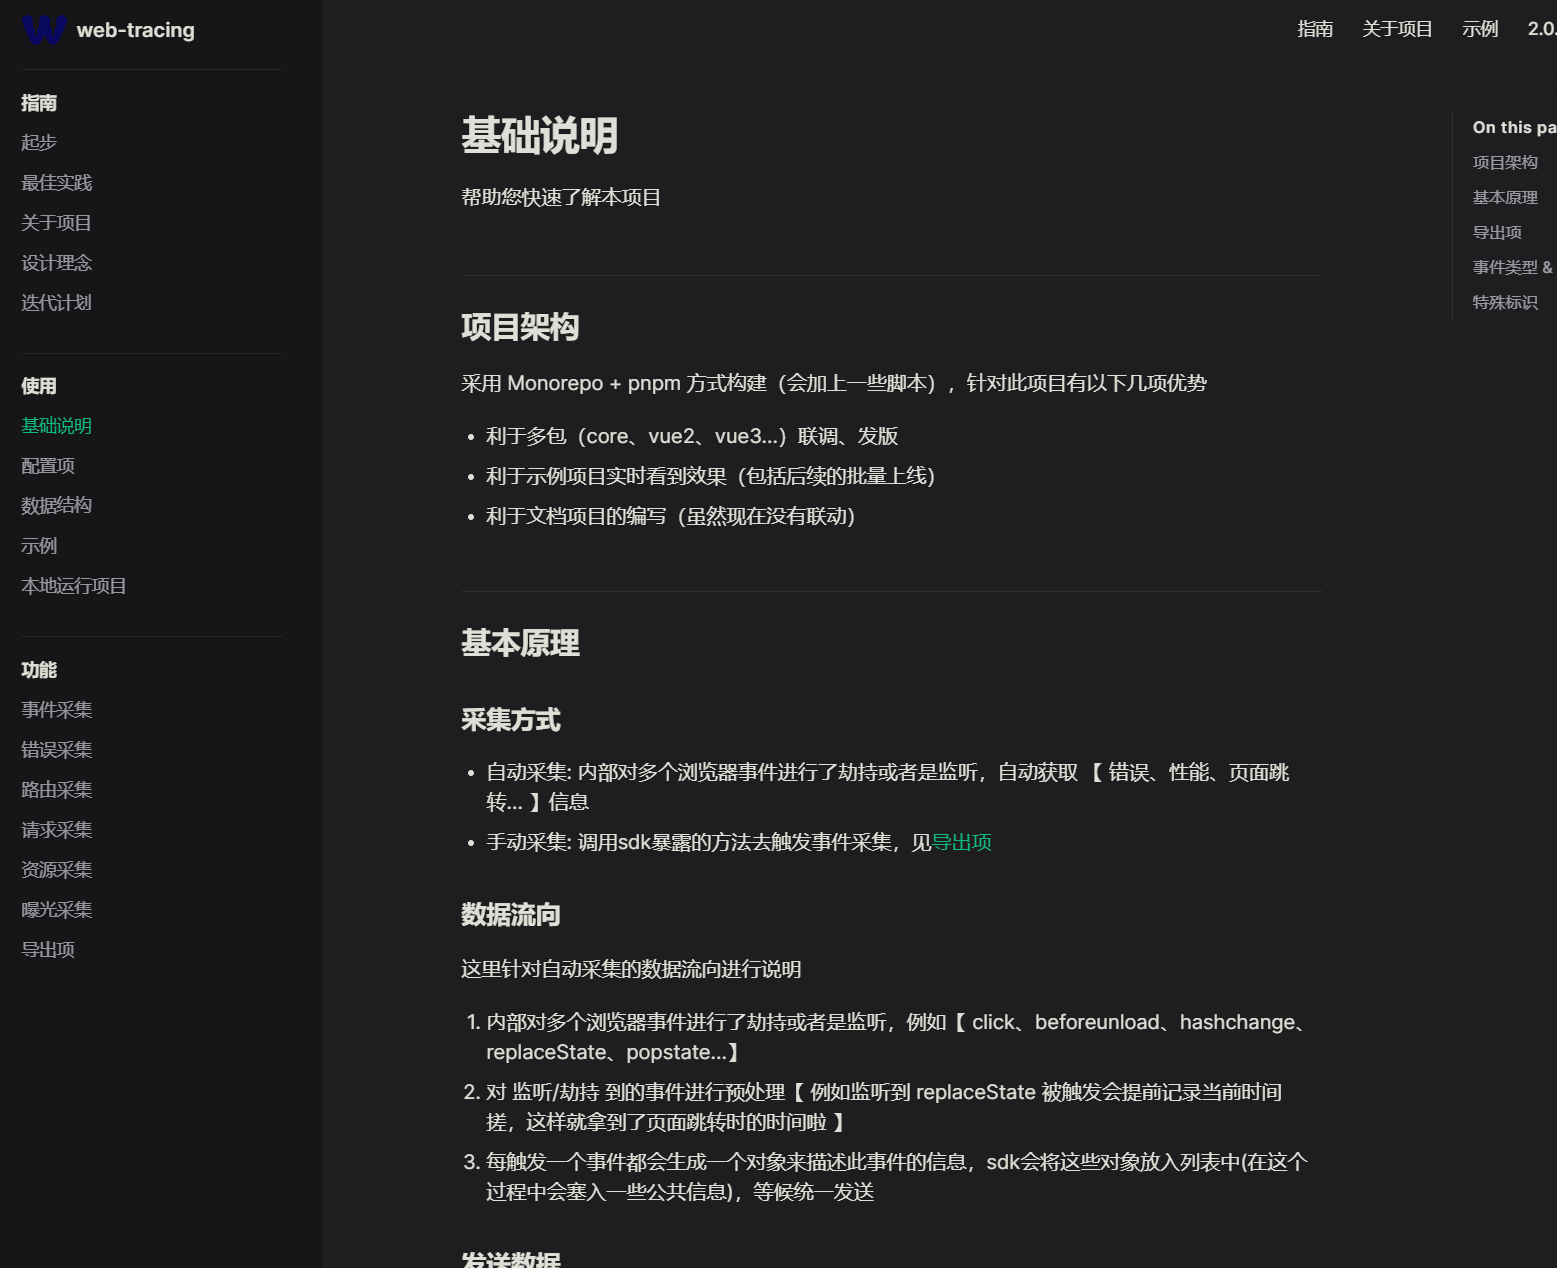 web-tracing
指南
关于项目
示例
2.0.
指南
起步
最佳实践
关于项目
设计理念
迭代计划
使用
基础说明
配置项
数据结构
示例
本地运行项目
功能
事件采集
错误采集
路由采集
请求采集
资源采集
曝光采集
导出项
基础说明
帮助您快速了解本项目
项目架构
采用 Monorepo + pnpm 方式构建（会加上一些脚本），针对此项目有以下几项优势
• 利于多包（core、vue2、vue3...）联调、发版
• 利于示例项目实时看到效果（包括后续的批量上线）
• 利于文档项目的编写（虽然现在没有联动）
基本原理
采集方式
• 自动采集: 内部对多个浏览器事件进行了劫持或者是监听，自动获取 【 错误、性能、页面跳
转... 】信息
• 手动采集: 调用sdk暴露的方法去触发事件采集，见导出项
数据流向
这里针对自动采集的数据流向进行说明
1. 内部对多个浏览器事件进行了劫持或者是监听，例如【 click、beforeunload、hashchange、
replaceState、popstate...】
2. 对 监听/劫持 到的事件进行预处理【 例如监听到 replaceState 被触发会提前记录当前时间
搓，这样就拿到了页面跳转时的时间啦 】
3. 每触发一个事件都会生成一个对象来描述此事件的信息，sdk会将这些对象放入列表中(在这个
过程中会塞入一些公共信息)，等候统一发送
发送数据
On this pa
项目架构
基本原理
导出项
事件类型 &
特殊标识